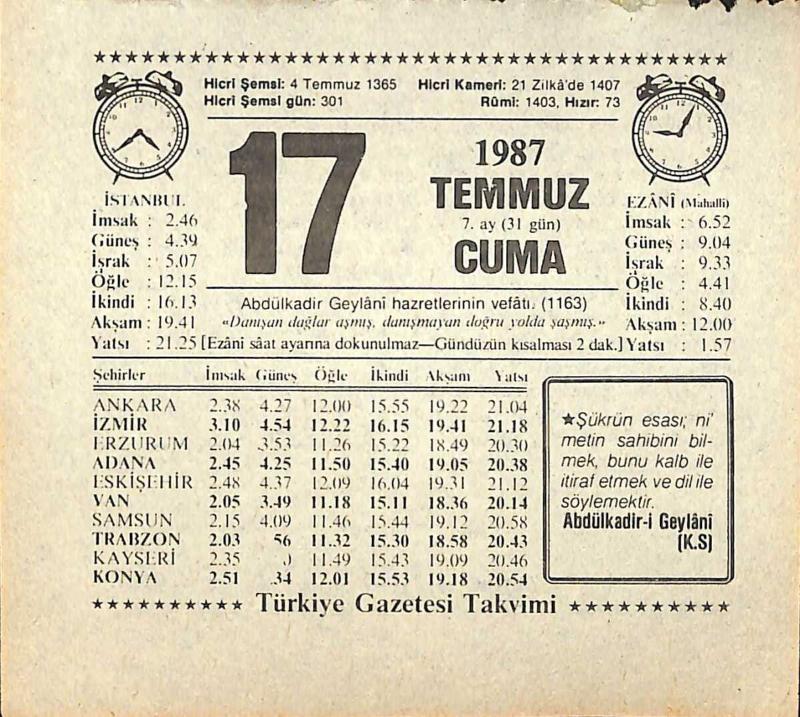 Hicrî Şemsî: 4 Temmuz 1365 Hicrî Kamerî: 21 Zilkâ'de 1407
Hicrî Şemsî gün: 301 Rûmî: 1403, Hızır: 73
17
1987
TEMMUZ
7. ay (31 gün)
CUMA
İSTANBUL
İmsak : 2.46
Güneş : 4.39
İşrak : 5.07
Öğle : 12.15
İkindi : 16.13
Akşam : 19.41
Yatsı : 21.25
EZÂNÎ (Mahallî)
İmsak : 6.52
Güneş : 9.04
İşrak : 9.33
Öğle : 4.41
İkindi : 8.40
Akşam : 12.00
Yatsı : 1.57
Abdülkadir Geylânî hazretlerinin vefâtı. (1163)
«Danışan dağlar aşmış, danışmayan doğru yolda şaşmış.»
[Ezânî sâat ayarına dokunulmaz—Gündüzün kısalması 2 dak.]
Şehirler İmsak Güneş Öğle İkindi Akşam Yatsı
ANKARA 2.38 4.27 12.00 15.55 19.22 21.04
İZMİR 3.10 4.54 12.22 16.15 19.41 21.18
ERZURUM 2.04 3.53 11.26 15.22 18.49 20.30
ADANA 2.45 4.25 11.50 15.40 19.05 20.38
ESKİŞEHİR 2.48 4.37 12.09 16.04 19.31 21.12
VAN 2.05 3.49 11.18 15.11 18.36 20.14
SAMSUN 2.15 4.09 11.46 15.44 19.12 20.58
TRABZON 2.03 56 11.32 15.30 18.58 20.43
KAYSERİ 2.35 11.49 15.43 19.09 20.46
KONYA 2.51 .34 12.01 15.53 19.18 20.54
★Şükrün esası; ni'
metin sahibini bil-
mek, bunu kalb ile
itiraf etmek ve dil ile
söylemektir.
Abdülkadir-i Geylânî
(K.S)
Türkiye Gazetesi Takvimi